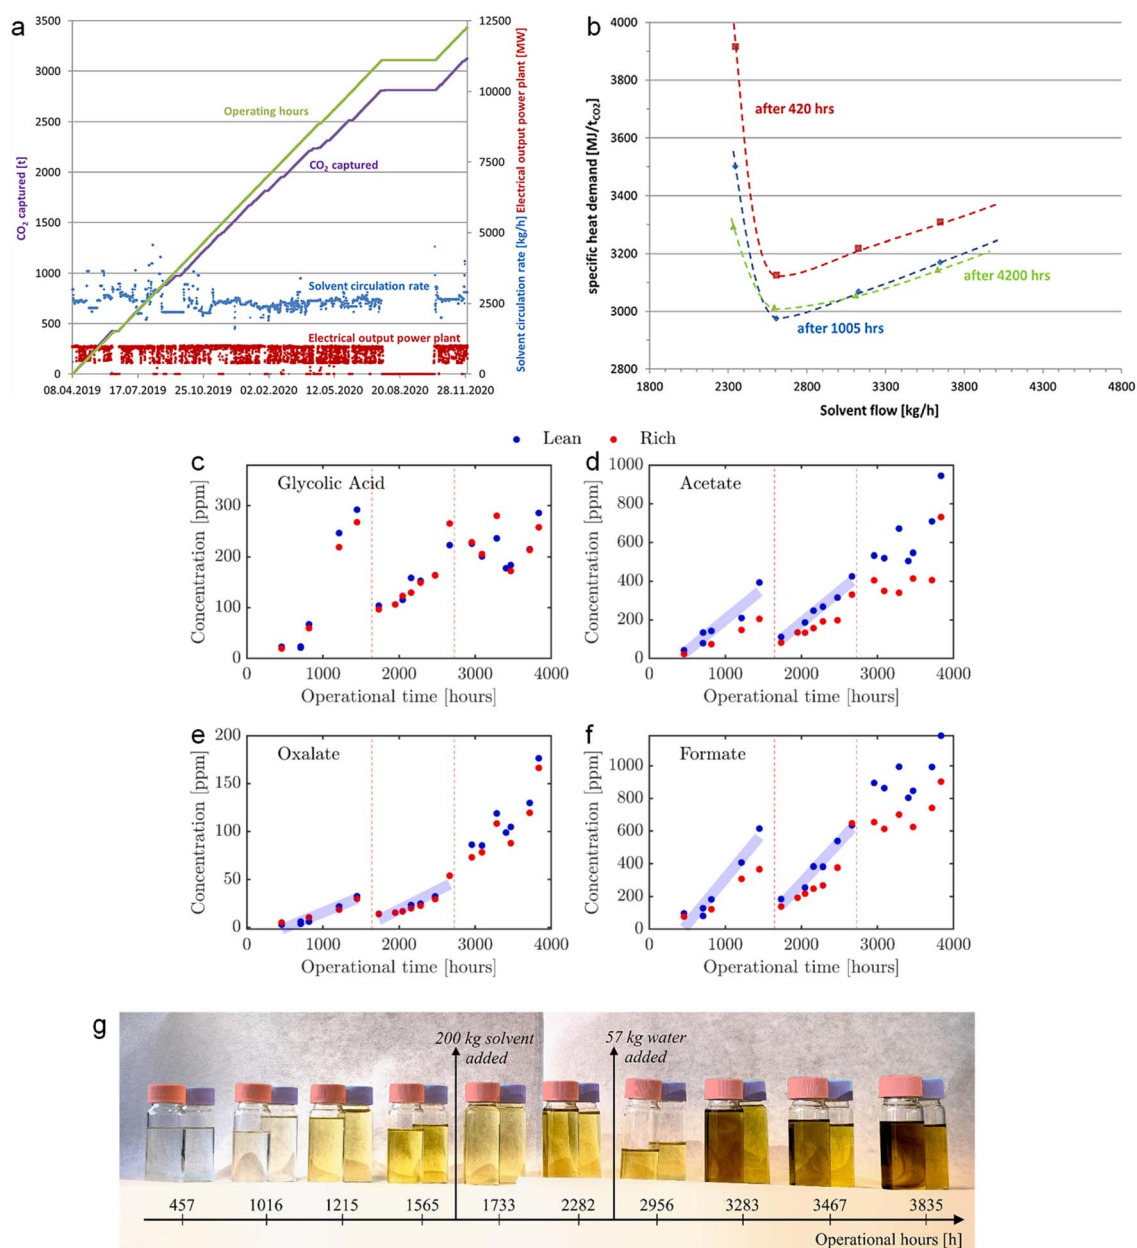 a
3500
3000
2500
2000
1500
1000
500
0
CO2 captured [t]
12500
10000
7500
5000
2500
0
Electrical output power plant [MW]
Solvent circulation rate [kg/h]
Operating hours
CO2 captured
Solvent circulation rate
Electrical output power plant
08.04.2019 17.07.2019 25.10.2019 02.02.2020 12.05.2020 20.08.2020 28.11.2020
b
4000
3800
3600
3400
3200
3000
2800
specific heat demand [MJ/tCO2]
after 420 hrs
after 4200 hrs
after 1005 hrs
1800 2300 2800 3300 3800 4300 4800
Solvent flow [kg/h]
Lean Rich
c
Glycolic Acid
300
200
100
0
Concentration [ppm]
0 1000 2000 3000 4000
Operational time [hours]
d
Acetate
1000
800
600
400
200
0
Concentration [ppm]
0 1000 2000 3000 4000
Operational time [hours]
e
Oxalate
200
150
100
50
0
Concentration [ppm]
0 1000 2000 3000 4000
Operational time [hours]
f
Formate
1000
800
600
400
200
0
Concentration [ppm]
0 1000 2000 3000 4000
Operational time [hours]
g
200 kg solvent
added
57 kg water
added
457 1016 1215 1565 1733 2282 2956 3283 3467 3835
Operational hours [h]